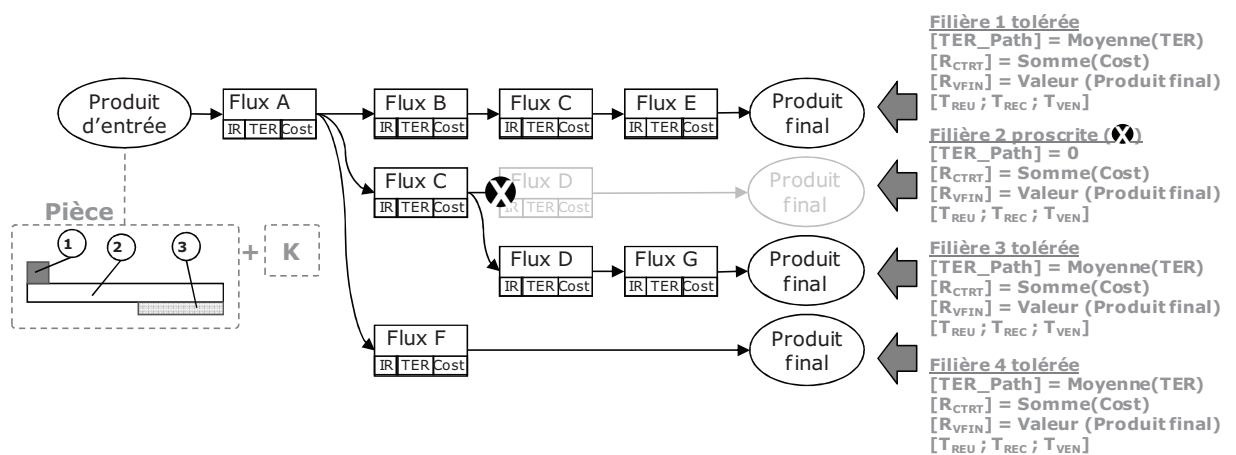 Produit
d’entrée
Flux A
IR TER Cost
Flux B
IR TER Cost
Flux C
IR TER Cost
Flux E
IR TER Cost
Produit
final
Filière 1 tolérée
[TER_Path] = Moyenne(TER)
[RCTRT] = Somme(Cost)
[RVFIN] = Valeur (Produit final)
[TREU ; TREC ; TVEN]
Flux C
IR TER Cost
X
Flux D
IR TER Cost
Produit
final
Filière 2 proscrite (X)
[TER_Path] = 0
[RCTRT] = Somme(Cost)
[RVFIN] = Valeur (Produit final)
[TREU ; TREC ; TVEN]
Pièce
1
2
3
+
K
Flux D
IR TER Cost
Flux G
IR TER Cost
Produit
final
Filière 3 tolérée
[TER_Path] = Moyenne(TER)
[RCTRT] = Somme(Cost)
[RVFIN] = Valeur (Produit final)
[TREU ; TREC ; TVEN]
Flux F
IR TER Cost
Produit
final
Filière 4 tolérée
[TER_Path] = Moyenne(TER)
[RCTRT] = Somme(Cost)
[RVFIN] = Valeur (Produit final)
[TREU ; TREC ; TVEN]